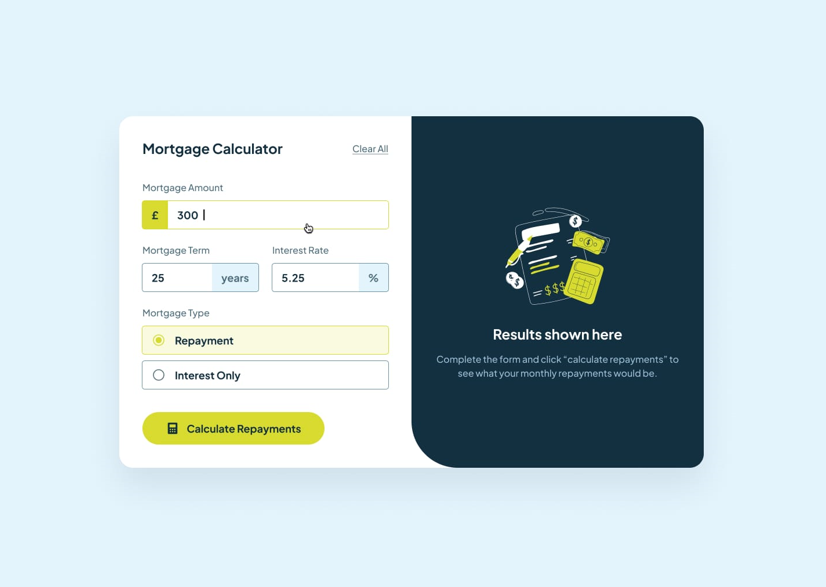 Mortgage Calculator
Clear All
Mortgage Amount
£ 300
Mortgage Term
Interest Rate
25 years
5.25 %
Mortgage Type
Repayment
Interest Only
Calculate Repayments
$
$
$
$
$$$
Results shown here
Complete the form and click “calculate repayments” to
see what your monthly repayments would be.